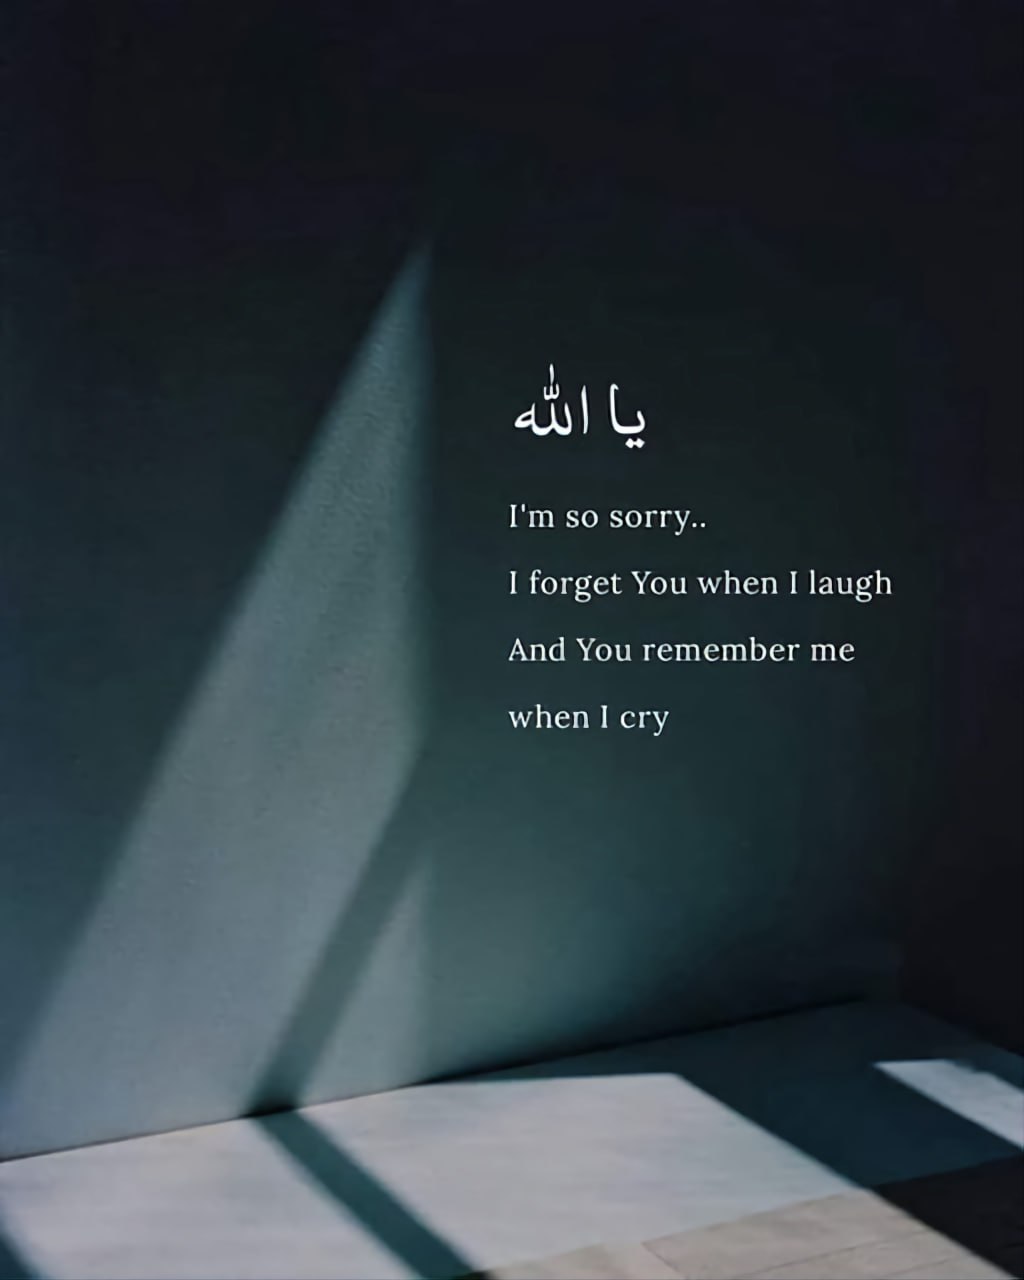 يا الله
I'm so sorry..
I forget You when I laugh
And You remember me
when I cry